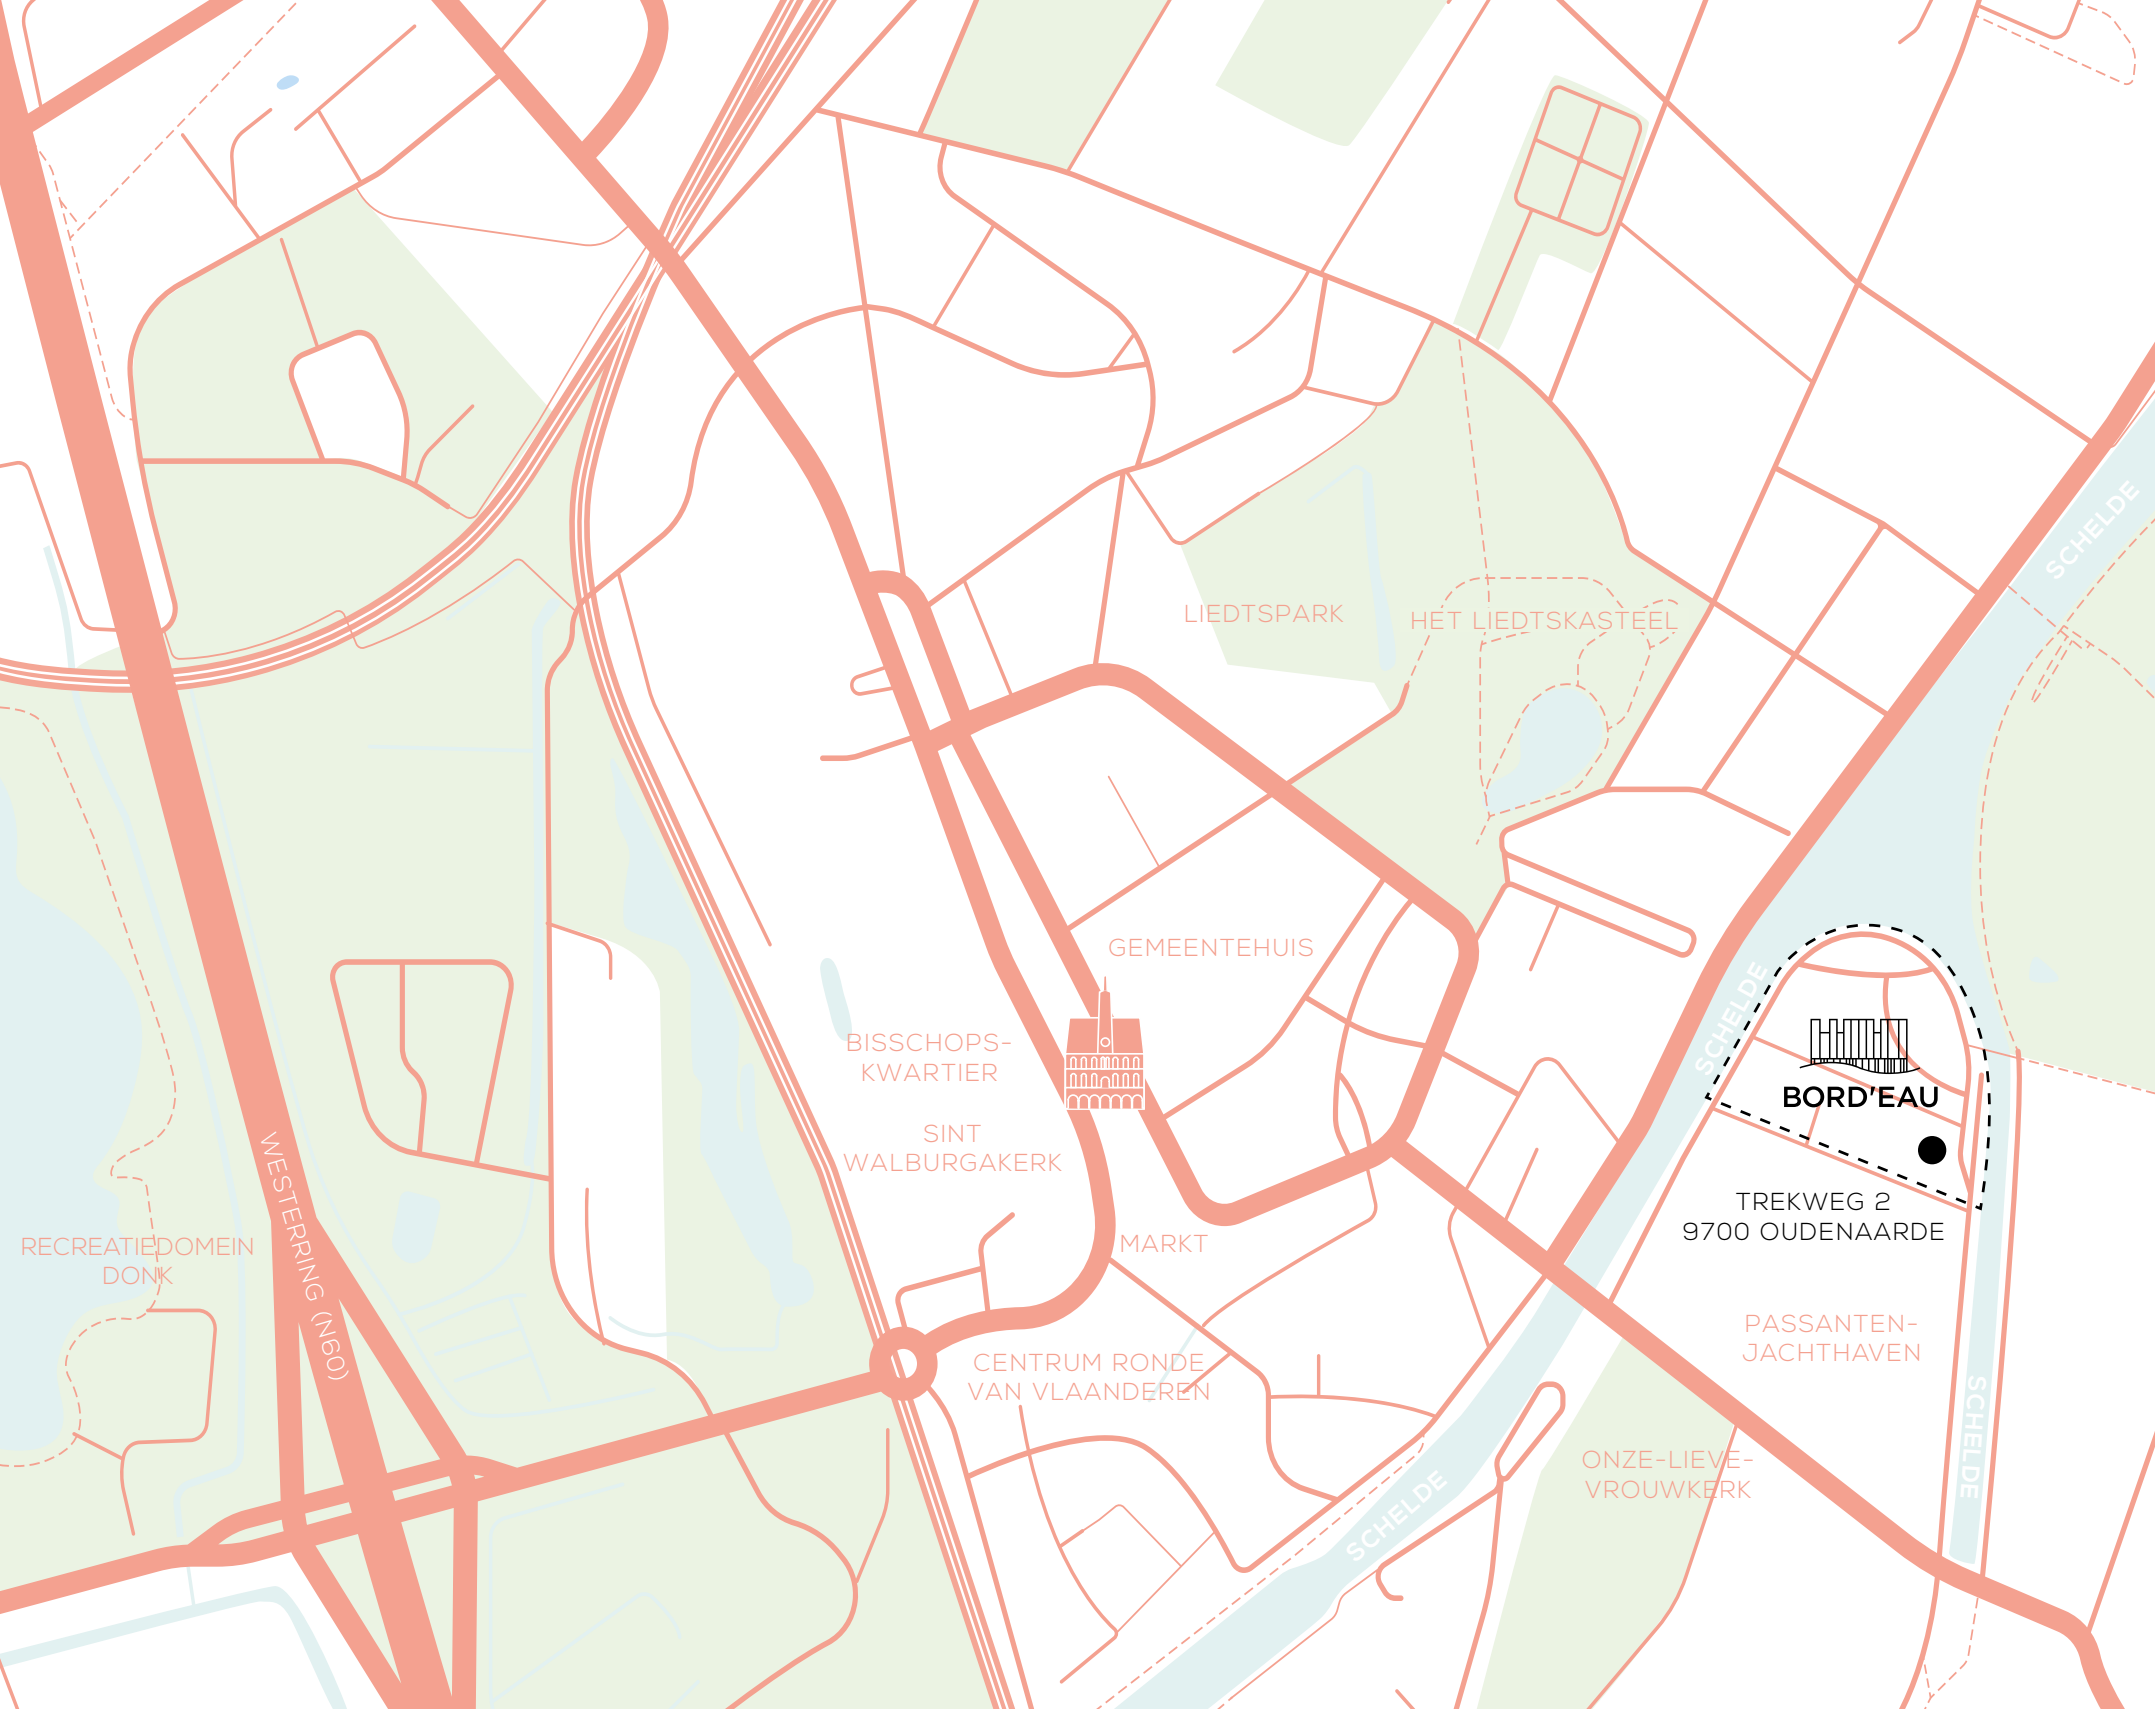 SCHELDE
LIEDTSPARK
HET LIEDTSKASTEEL
GEMEENTEHUIS
SCHELDE
BISSCHOPS-
KWARTIER
BORD'EAU
SINT
WALBURGAKERK
WESTERRING (N60)
TREKWEG 2
9700 OUDENAARDE
RECREATIEDOMEIN
DONK
MARKT
PASSANTEN-
JACHTHAVEN
CENTRUM RONDE
VAN VLAANDEREN
SCHELDE
ONZE-LIEVE-
VROUWKERK
SCHELDE